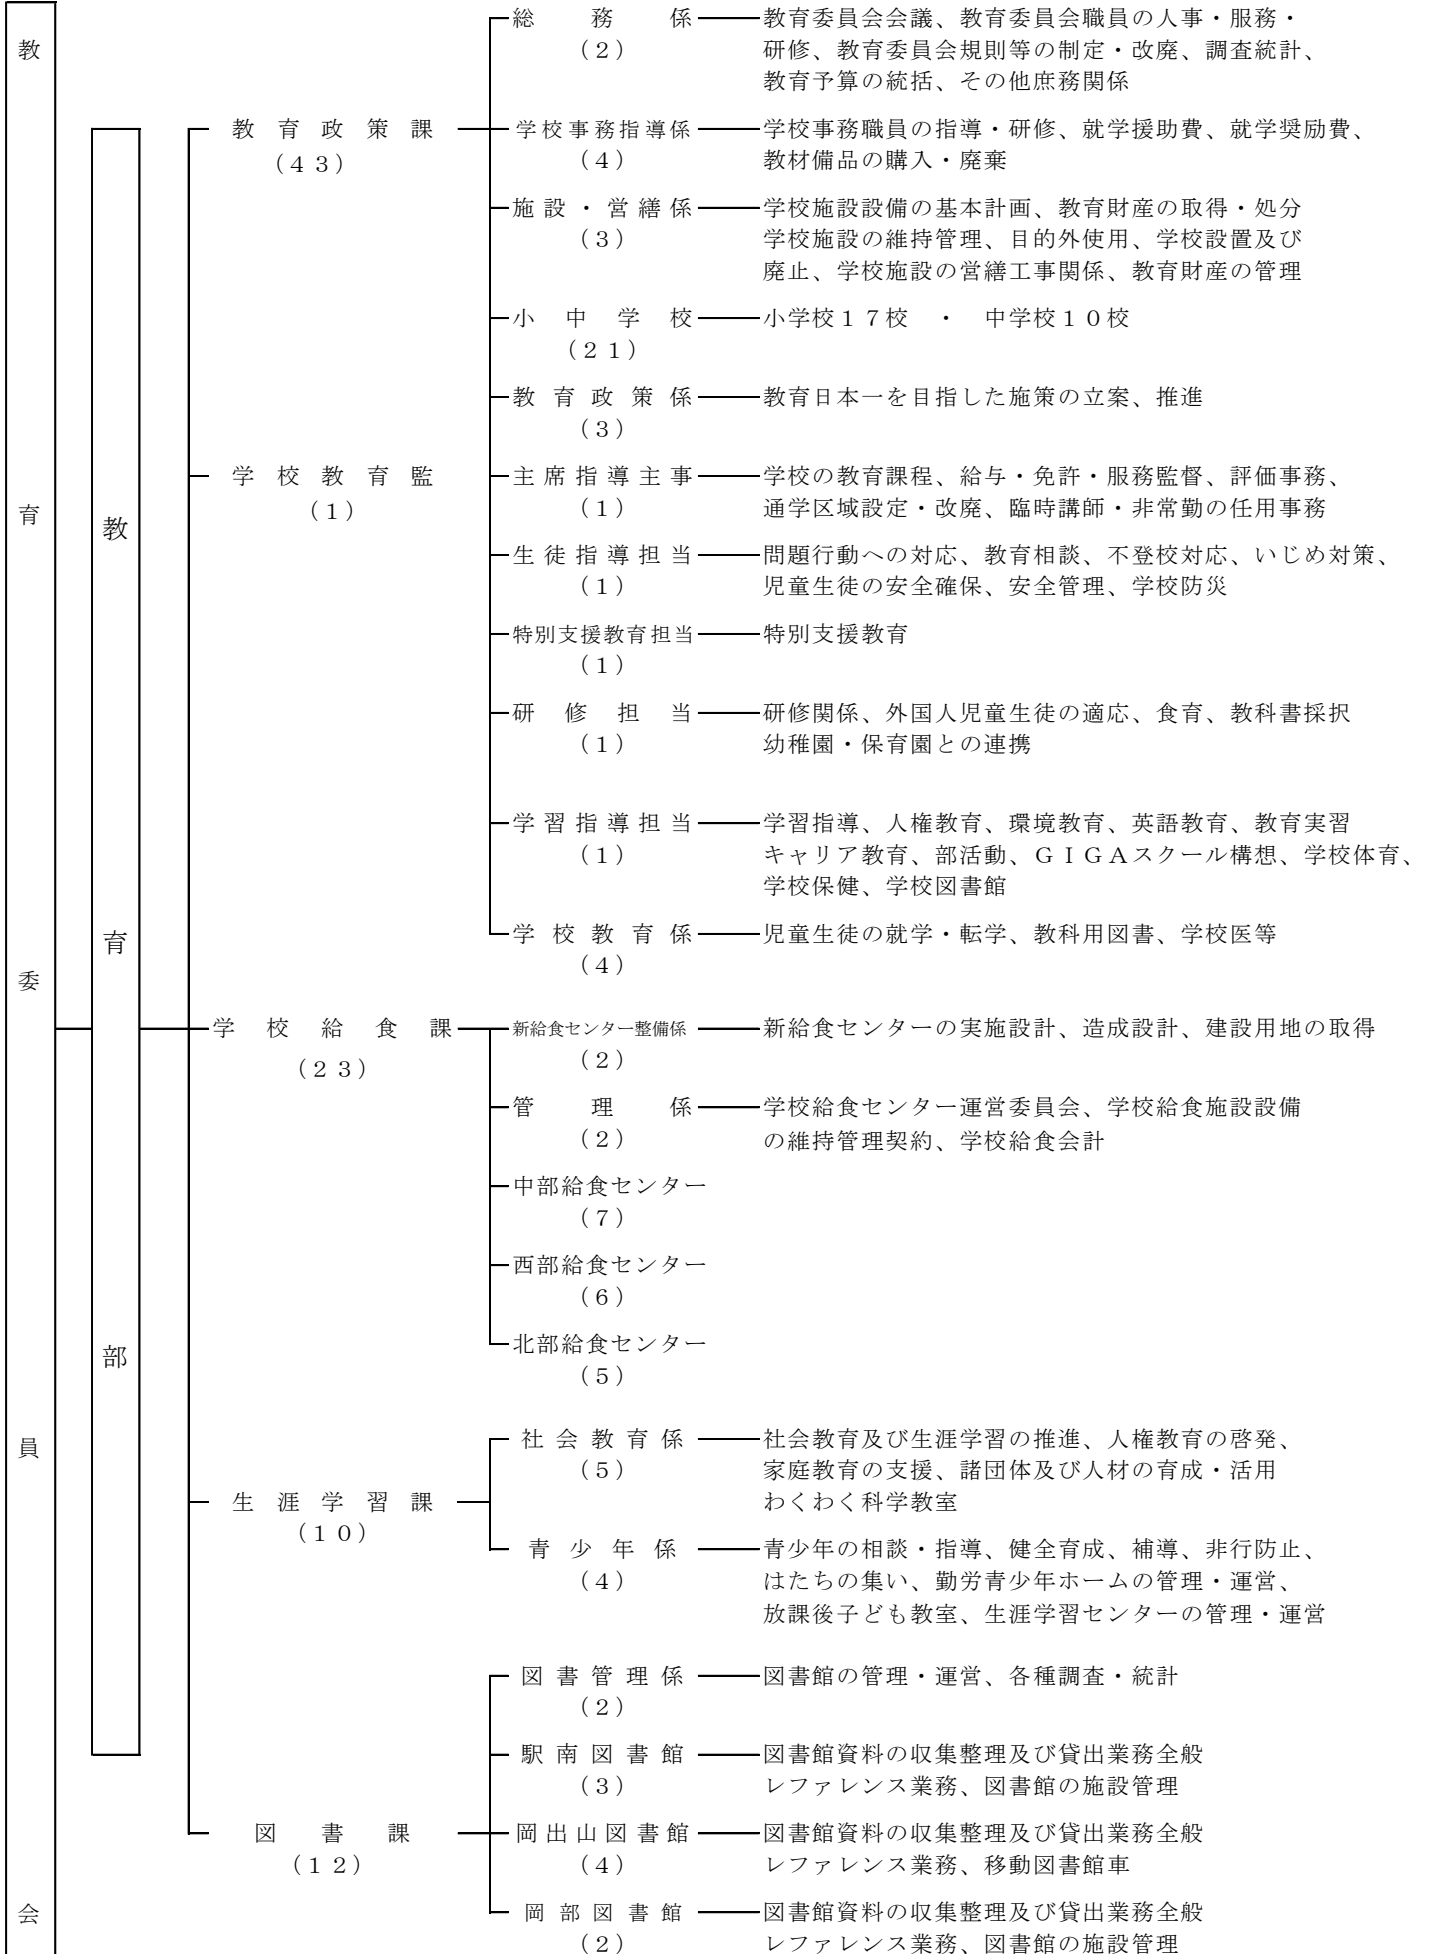 教育委員会
教育部
教育政策課
（４３）
総務係
（２）
教育委員会会議、教育委員会職員の人事・服務・
研修、教育委員会規則等の制定・改廃、調査統計、
教育予算の統括、その他庶務関係
学校事務指導係
（４）
学校事務職員の指導・研修、就学援助費、就学奨励費、
教材備品の購入・廃棄
施設・営繕係
（３）
学校施設設備の基本計画、教育財産の取得・処分
学校施設の維持管理、目的外使用、学校設置及び
廃止、学校施設の営繕工事関係、教育財産の管理
小中学校
（２１）
小学校１７校　・　中学校１０校
教育政策係
（３）
教育日本一を目指した施策の立案、推進
学校教育監
（１）
主席指導主事
（１）
学校の教育課程、給与・免許・服務監督、評価事務、
通学区域設定・改廃、臨時講師・非常勤の任用事務
生徒指導担当
（１）
問題行動への対応、教育相談、不登校対応、いじめ対策、
児童生徒の安全確保、安全管理、学校防災
特別支援教育担当
（１）
特別支援教育
研修担当
（１）
研修関係、外国人児童生徒の適応、食育、教科書採択
幼稚園・保育園との連携
学習指導担当
（１）
学習指導、人権教育、環境教育、英語教育、教育実習
キャリア教育、部活動、ＧＩＧＡスクール構想、学校体育、
学校保健、学校図書館
学校教育係
（４）
児童生徒の就学・転学、教科用図書、学校医等
学校給食課
（２３）
新給食センター整備係
（２）
新給食センターの実施設計、造成設計、建設用地の取得
管理係
（２）
学校給食センター運営委員会、学校給食施設設備
の維持管理契約、学校給食会計
中部給食センター
（７）
西部給食センター
（６）
北部給食センター
（５）
生涯学習課
（１０）
社会教育係
（５）
社会教育及び生涯学習の推進、人権教育の啓発、
家庭教育の支援、諸団体及び人材の育成・活用
わくわく科学教室
青少年係
（４）
青少年の相談・指導、健全育成、補導、非行防止、
はたちの集い、勤労青少年ホームの管理・運営、
放課後子ども教室、生涯学習センターの管理・運営
図書課
（１２）
図書管理係
（２）
図書館の管理・運営、各種調査・統計
駅南図書館
（３）
図書館資料の収集整理及び貸出業務全般
レファレンス業務、図書館の施設管理
岡出山図書館
（４）
図書館資料の収集整理及び貸出業務全般
レファレンス業務、移動図書館車
岡部図書館
（２）
図書館資料の収集整理及び貸出業務全般
レファレンス業務、図書館の施設管理